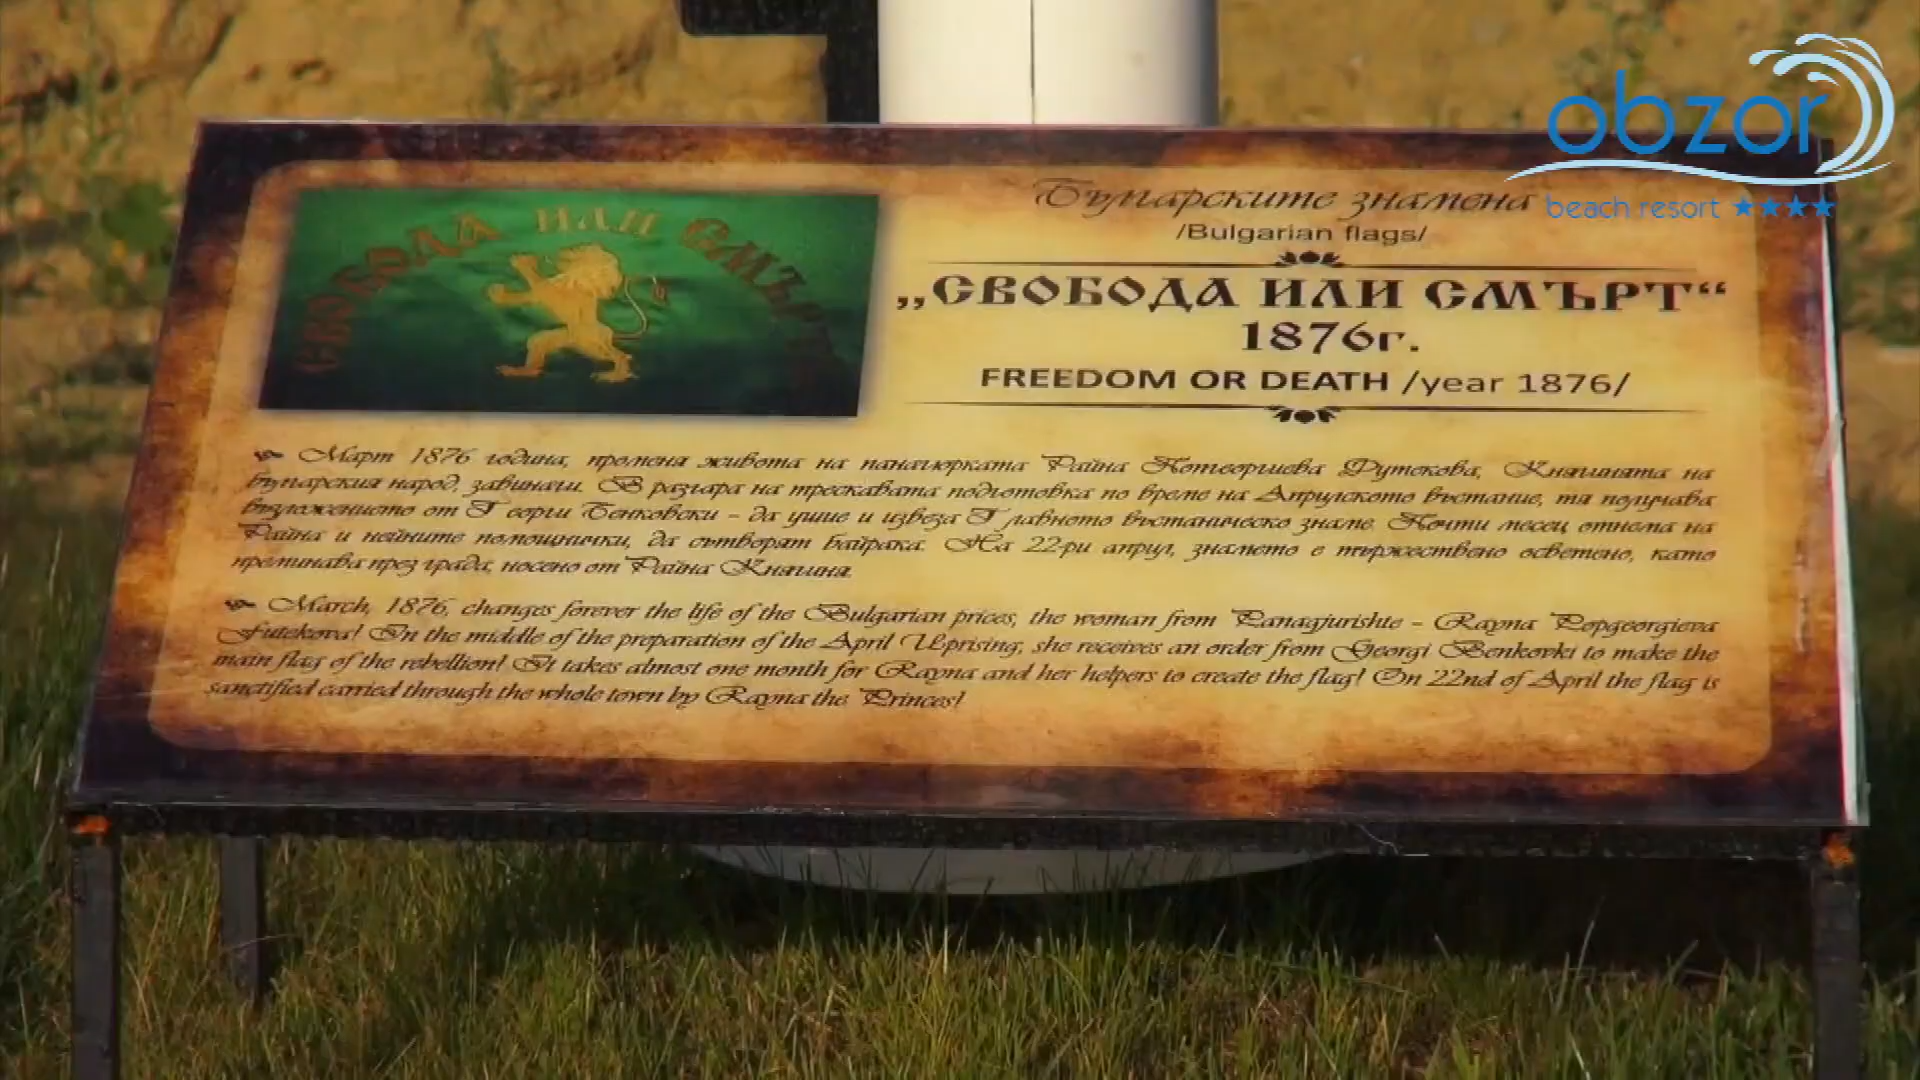 obzor
beach resort ★★★★
СВОБОДА ИЛИ СМЪРТЬ
Българските знамена
/Bulgarian flags/
„СВОБОДА ИЛИ СМЪРТ“
1876г.
FREEDOM OR DEATH /year 1876/
Март 1876 година, променя живота на панагюрката Райна Попгеоргиева Футекова, Княгинята на
българския народ, завинаги. В разгара на трескавата подготовка по време на Априлското въстание, тя получава
възложението от Георги Бенковски – да ушие и извеза Главното въстаническо знаме. Почти месец отнема на
Райна и нейните помощнички, да сътворят байрака. На 22-ри април, знамето е тържествено осветено, като
преминава през града, носено от Райна Княгиня.
March, 1876, changes forever the life of the Bulgarian prices, the woman from Panagjurishte – Rayna Popgeorgieva
Futekova! In the middle of the preparation of the April Uprising, she receives an order from Georgi Benkovki to make the
main flag of the rebellion! It takes almost one month for Rayna and her helpers to create the flag! On 22nd of April the flag is
sanctified carried through the whole town by Rayna the Princes!